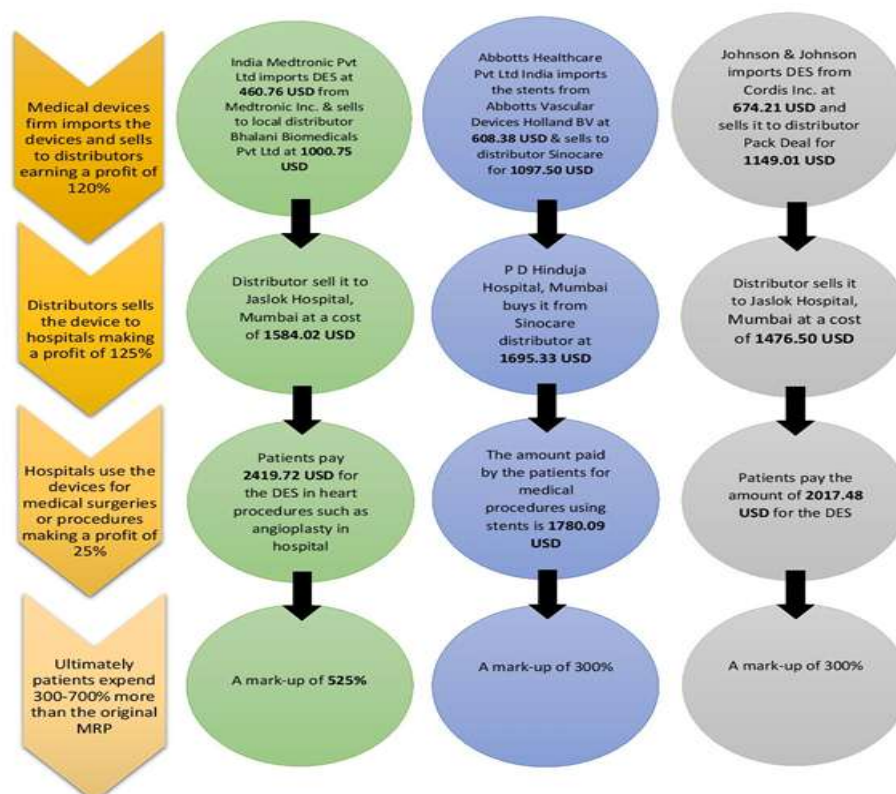 Medical devices
firm imports the
devices and sells
to distributors
earning a profit of
120%
India Medtronic Pvt
Ltd imports DES at
460.76 USD from
Medtronic Inc. & sells
to local distributor
Bhalani Biomedicals
Pvt Ltd at 1000.75
USD
Abbotts Healthcare
Pvt Ltd India imports
the stents from
Abbotts Vascular
Devices Holland BV at
608.38 USD & sells to
distributor Sinocare
for 1097.50 USD
Johnson & Johnson
imports DES from
Cordis Inc. at
674.21 USD and
sells it to distributor
Pack Deal for
1149.01 USD
Distributors sells
the device to
hospitals making
a profit of 125%
Distributor sell it to
Jaslok Hospital,
Mumbai at a cost
of 1584.02 USD
P D Hinduja
Hospital, Mumbai
buys it from
Sinocare
distributor at
1695.33 USD
Distributor sells it
to Jaslok Hospital,
Mumbai at a cost
of 1476.50 USD
Hospitals use the
devices for
medical surgeries
or procedures
making a profit of
25%
Patients pay
2419.72 USD for
the DES in heart
procedures such as
angioplasty in
hospital
The amount paid
by the patients for
medical
procedures using
stents is 1780.09
USD
Patients pay the
amount of 2017.48
USD for the DES
Ultimately
patients expend
300-700% more
than the original
MRP
A mark-up of 525%
A mark-up of 300%
A mark-up of 300%